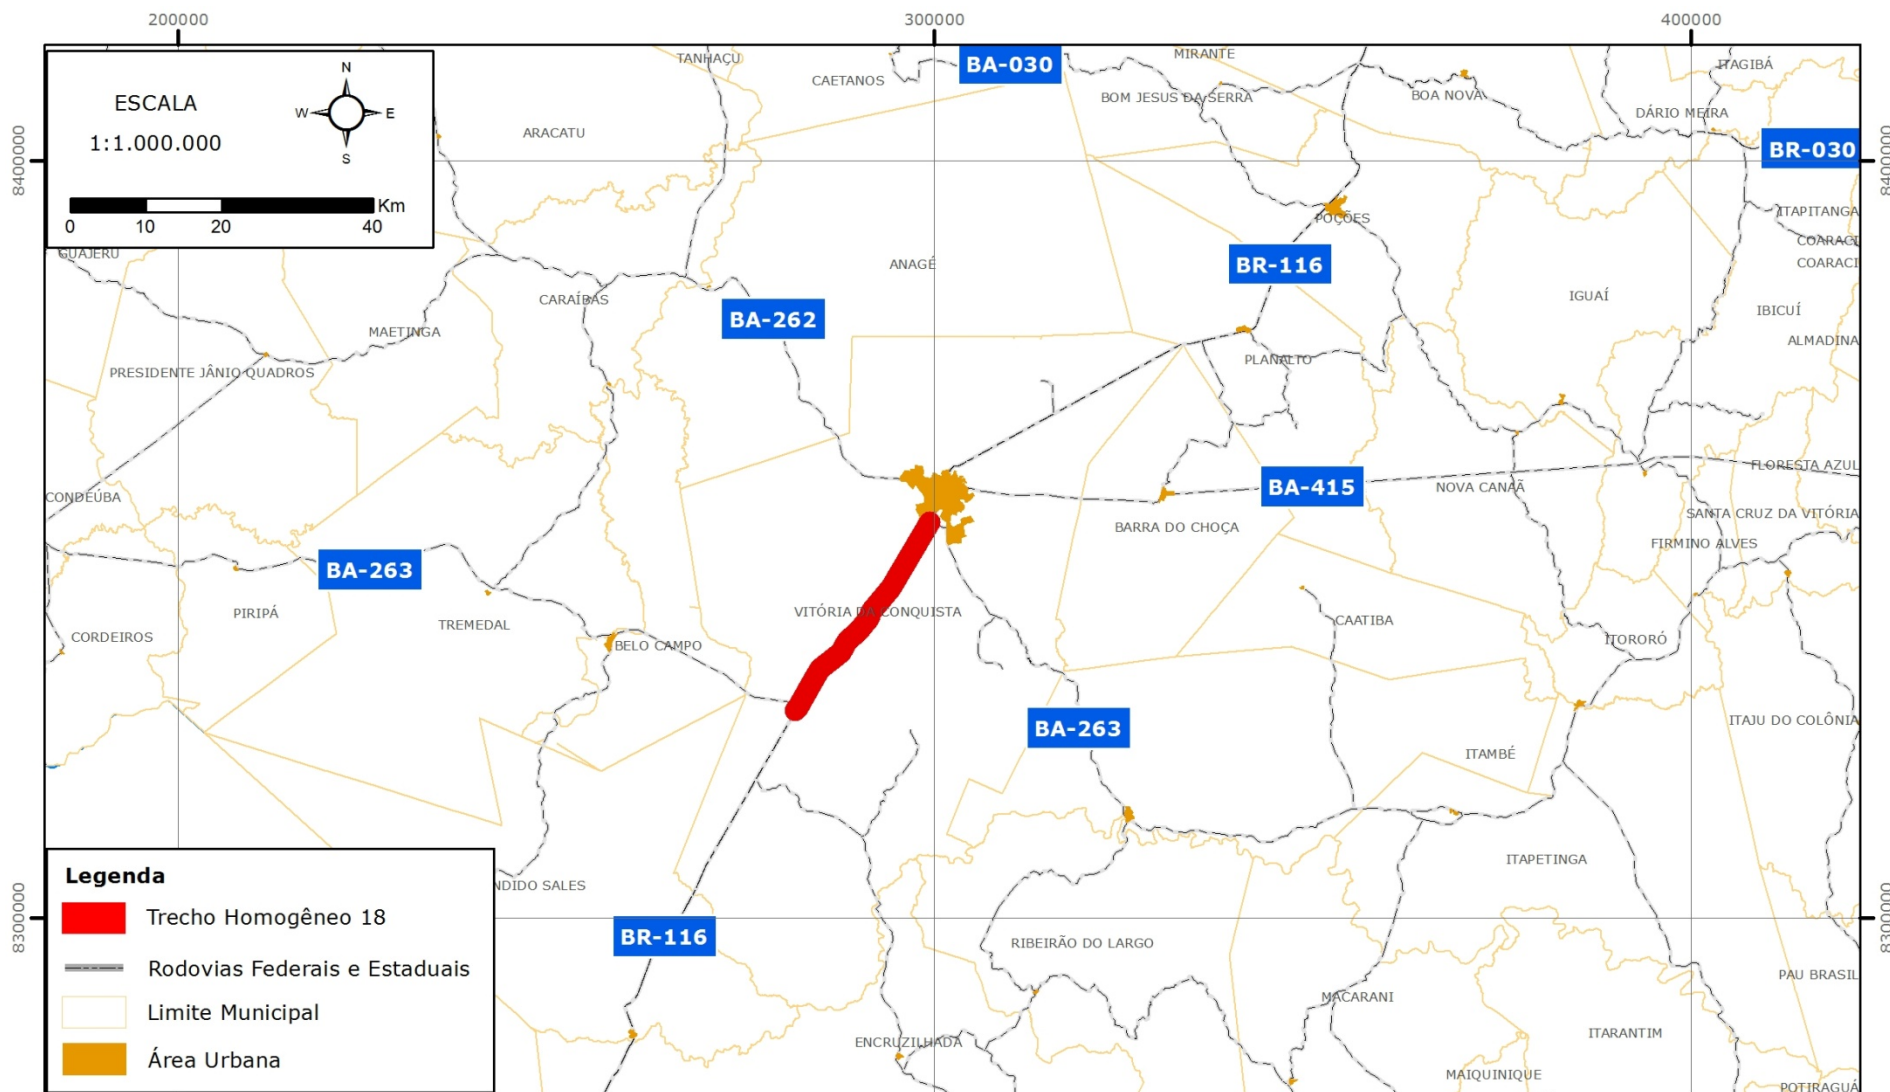 200000
300000
400000
ESCALA
1:1.000.000
N
W
E
S
0
10
20
40
Km
TANHAÇU
CAETANOS
BA-030
MIRANTE
BOM JESUS DA SERRA
BOA NOVA
ITAGIBÁ
DÁRIO MEIRA
ARACATU
8400000
BR-030
8400000
POÇÕES
ITAPITANGA
COARACI
COARACI
GUAJERU
ANAGÉ
BR-116
CARAÍBAS
IGUAÍ
IBICUÍ
BA-262
MAETINGA
ALMADINA
PLANALTO
PRESIDENTE JÂNIO QUADROS
FLORESTA AZUL
CONDEÚBA
BA-415
NOVA CANAÃ
SANTA CRUZ DA VITÓRIA
BARRA DO CHOÇA
FIRMINO ALVES
BA-263
PIRIPÁ
VITÓRIA DA CONQUISTA
CAATIBA
CORDEIROS
TREMEDAL
ITORORÓ
BELO CAMPO
BA-263
ITAJU DO COLÔNIA
ITAMBÉ
ITAPETINGA
NDIDO SALES
8300000
8300000
BR-116
RIBEIRÃO DO LARGO
PAU BRASIL
MACARANI
ITARANTIM
ENCRUZILHADA
MAIQUINIQUE
POTIRAGUÁ
Legenda
Trecho Homogêneo 18
Rodovias Federais e Estaduais
Limite Municipal
Área Urbana